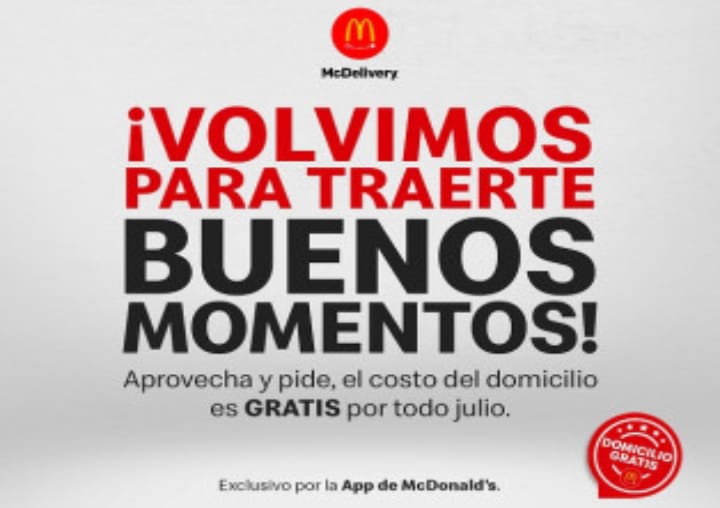 McDelivery
¡VOLVIMOS
PARA TRAERTE
BUENOS
MOMENTOS!
Aprovecha y pide, el costo del domicilio
es GRATIS por todo julio.
DOMICILIO
GRATIS
Exclusivo por la App de McDonald's.